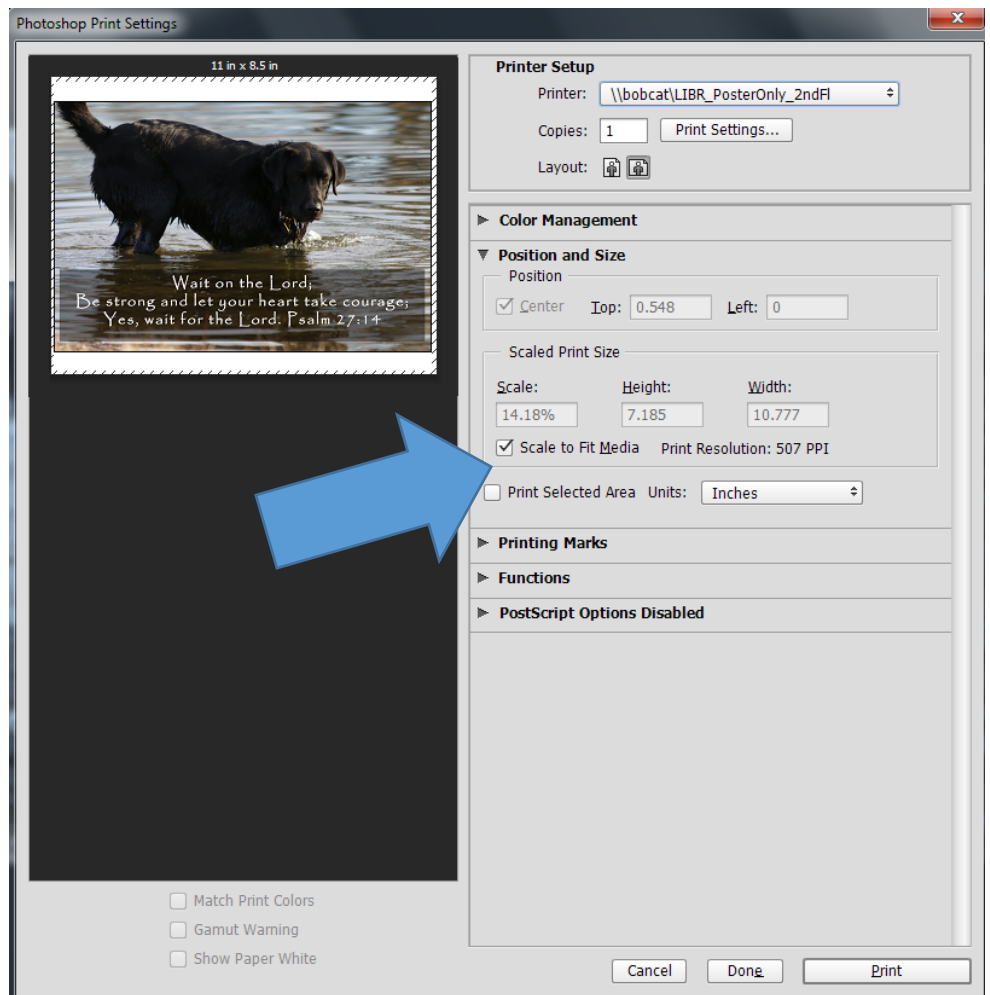 Photoshop Print Settings
11 in x 8.5 in
Wait on the Lord;
Be strong and let your heart take courage;
Yes, wait for the Lord. Psalm 27:14
Match Print Colors
Gamut Warning
Show Paper White
Printer Setup
Printer: \\bobcat\LIBR_PosterOnly_2ndFl
Copies: 1 Print Settings...
Layout:
Color Management
Position and Size
Position
Center Top: 0.548 Left: 0
Scaled Print Size
Scale: Height: Width:
14.18% 7.185 10.777
Scale to Fit Media Print Resolution: 507 PPI
Print Selected Area Units: Inches
Printing Marks
Functions
PostScript Options Disabled
Cancel Done Print